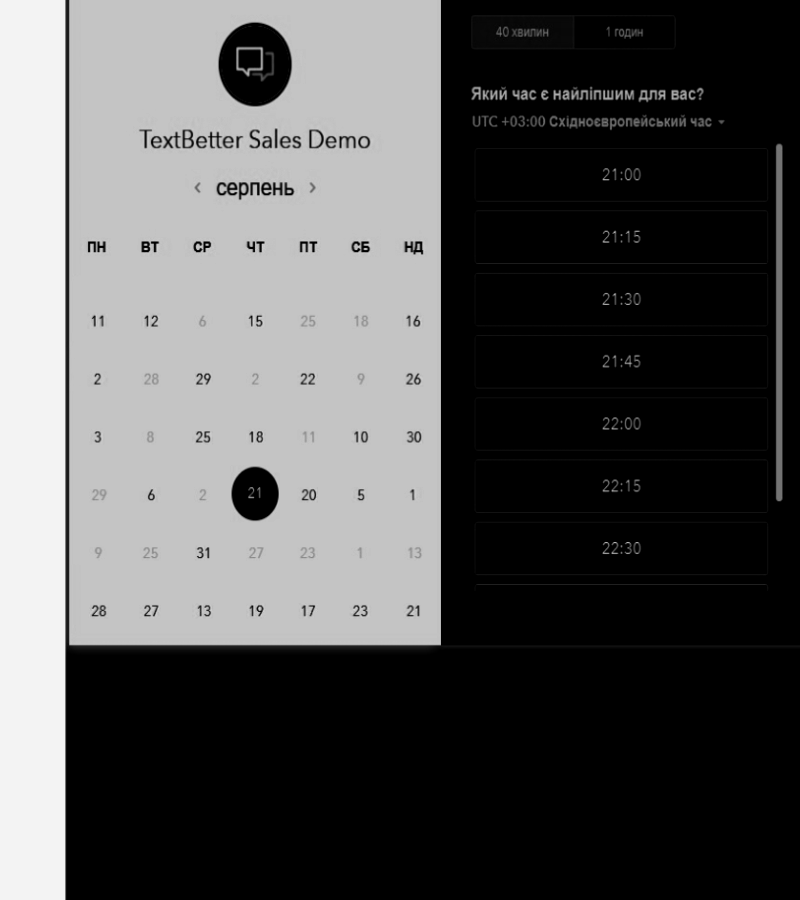 TextBetter Sales Demo
серпень
ПН ВТ СР ЧТ ПТ СБ НД
11 12 6 15 25 18 16
2 28 29 2 22 9 26
3 8 25 18 11 10 30
29 6 2 21 20 5 1
9 25 31 27 23 1 13
28 27 13 19 17 23 21
40 хвилин 1 годин
Який час є найліпшим для вас?
UTC +03:00 Східноєвропейський час
21:00
21:15
21:30
21:45
22:00
22:15
22:30